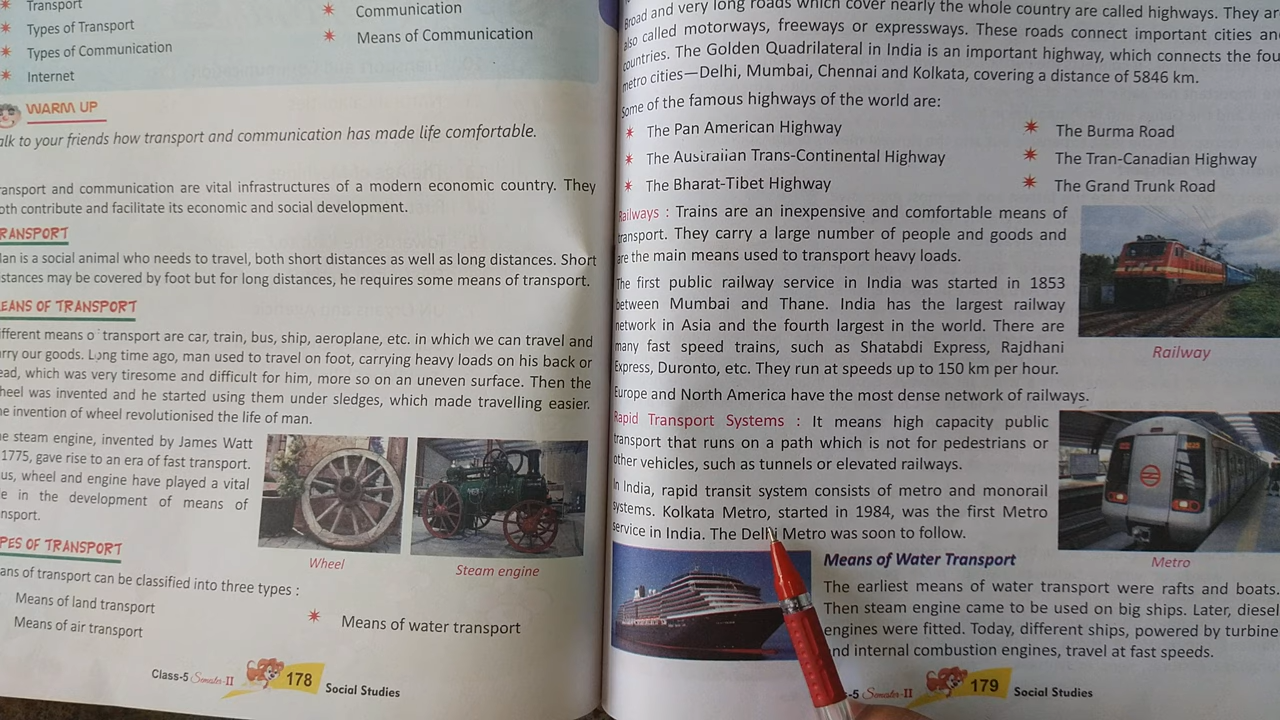 Transport
Types of Transport
Types of Communication
Internet
Communication
Means of Communication
WARM UP
alk to your friends how transport and communication has made life comfortable.
ansport and communication are vital infrastructures of a modern economic country. They
oth contribute and facilitate its economic and social development.
RANSPORT
an is a social animal who needs to travel, both short distances as well as long distances. Short
stances may be covered by foot but for long distances, he requires some means of transport.
EANS OF TRANSPORT
ifferent means o transport are car, train, bus, ship, aeroplane, etc. in which we can travel and
rry our goods. Long time ago, man used to travel on foot, carrying heavy loads on his back or
ead, which was very tiresome and difficult for him, more so on an uneven surface. Then the
heel was invented and he started using them under sledges, which made travelling easier.
e invention of wheel revolutionised the life of man.
e steam engine, invented by James Watt
1775, gave rise to an era of fast transport.
us, wheel and engine have played a vital
le in the development of means of
nsport.
Wheel
Steam engine
PES OF TRANSPORT
ans of transport can be classified into three types :
Means of land transport
Means of air transport
Means of water transport
Class-5 Semester-II
178
Social Studies
Broad and very long roads which cover nearly the whole country are called highways. They ar
also called motorways, freeways or expressways. These roads connect important cities an
countries. The Golden Quadrilateral in India is an important highway, which connects the fou
metro cities—Delhi, Mumbai, Chennai and Kolkata, covering a distance of 5846 km.
Some of the famous highways of the world are:
The Pan American Highway
The Australian Trans-Continental Highway
The Bharat-Tibet Highway
The Burma Road
The Tran-Canadian Highway
The Grand Trunk Road
Railways : Trains are an inexpensive and comfortable means of
transport. They carry a large number of people and goods and
are the main means used to transport heavy loads.
The first public railway service in India was started in 1853
between Mumbai and Thane. India has the largest railway
network in Asia and the fourth largest in the world. There are
many fast speed trains, such as Shatabdi Express, Rajdhani
Express, Duronto, etc. They run at speeds up to 150 km per hour.
Railway
Europe and North America have the most dense network of railways.
Rapid Transport Systems : It means high capacity public
transport that runs on a path which is not for pedestrians or
other vehicles, such as tunnels or elevated railways.
In India, rapid transit system consists of metro and monorail
systems. Kolkata Metro, started in 1984, was the first Metro
service in India. The Delhi Metro was soon to follow.
Metro
Means of Water Transport
The earliest means of water transport were rafts and boats.
Then steam engine came to be used on big ships. Later, diesel
engines were fitted. Today, different ships, powered by turbine
and internal combustion engines, travel at fast speeds.
s-5 Semester-II
179
Social Studies